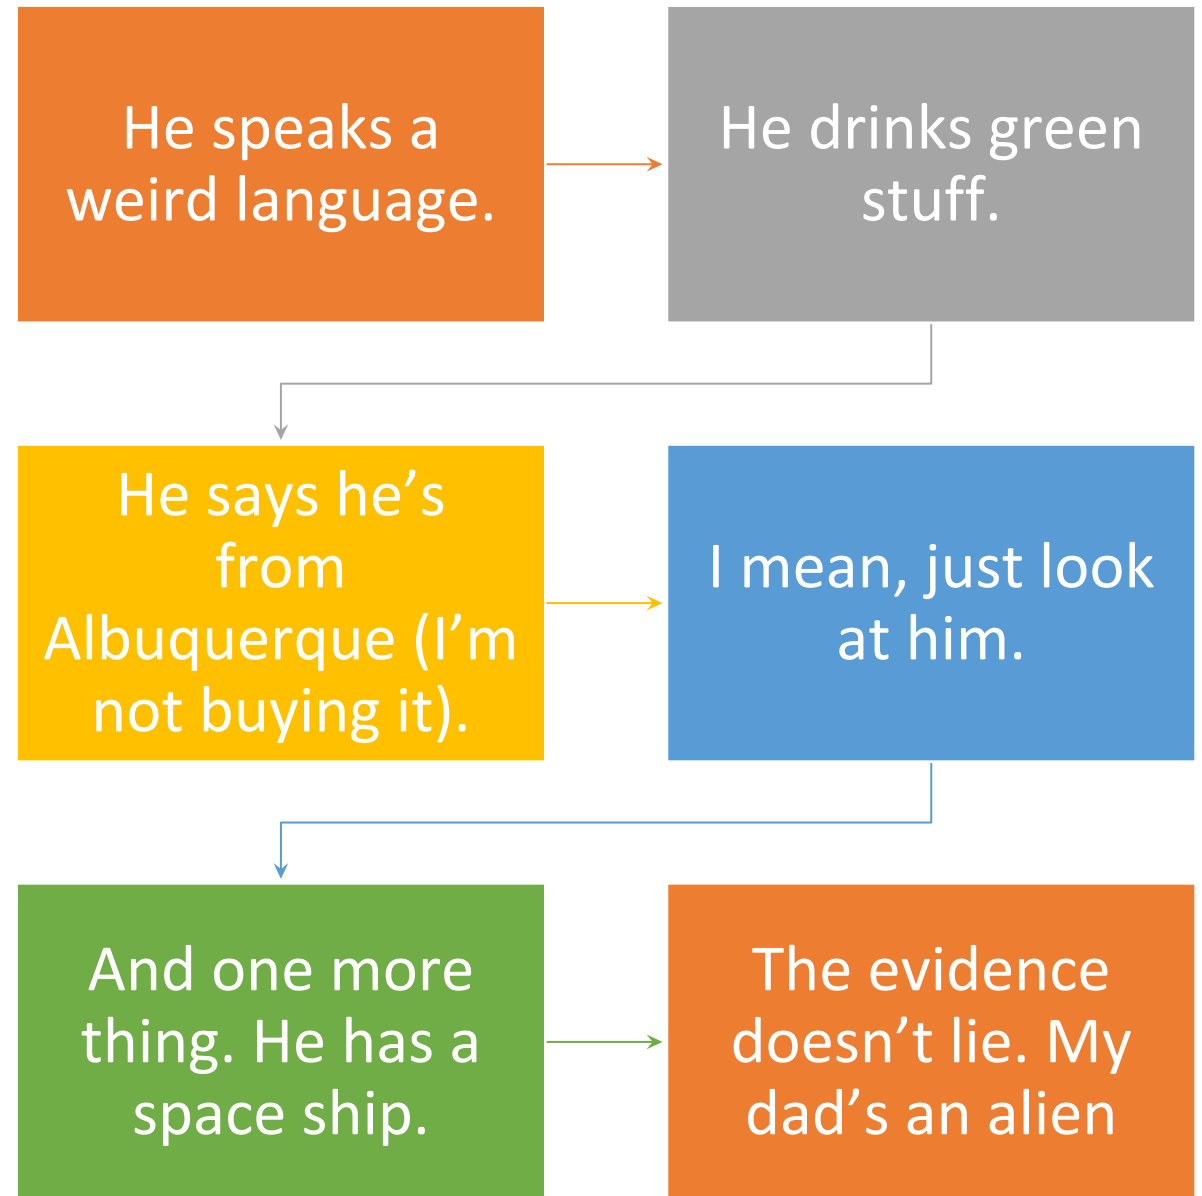 He speaks a
weird language.
He drinks green
stuff.
He says he’s
from
Albuquerque (I’m
not buying it).
I mean, just look
at him.
And one more
thing. He has a
space ship.
The evidence
doesn’t lie. My
dad’s an alien